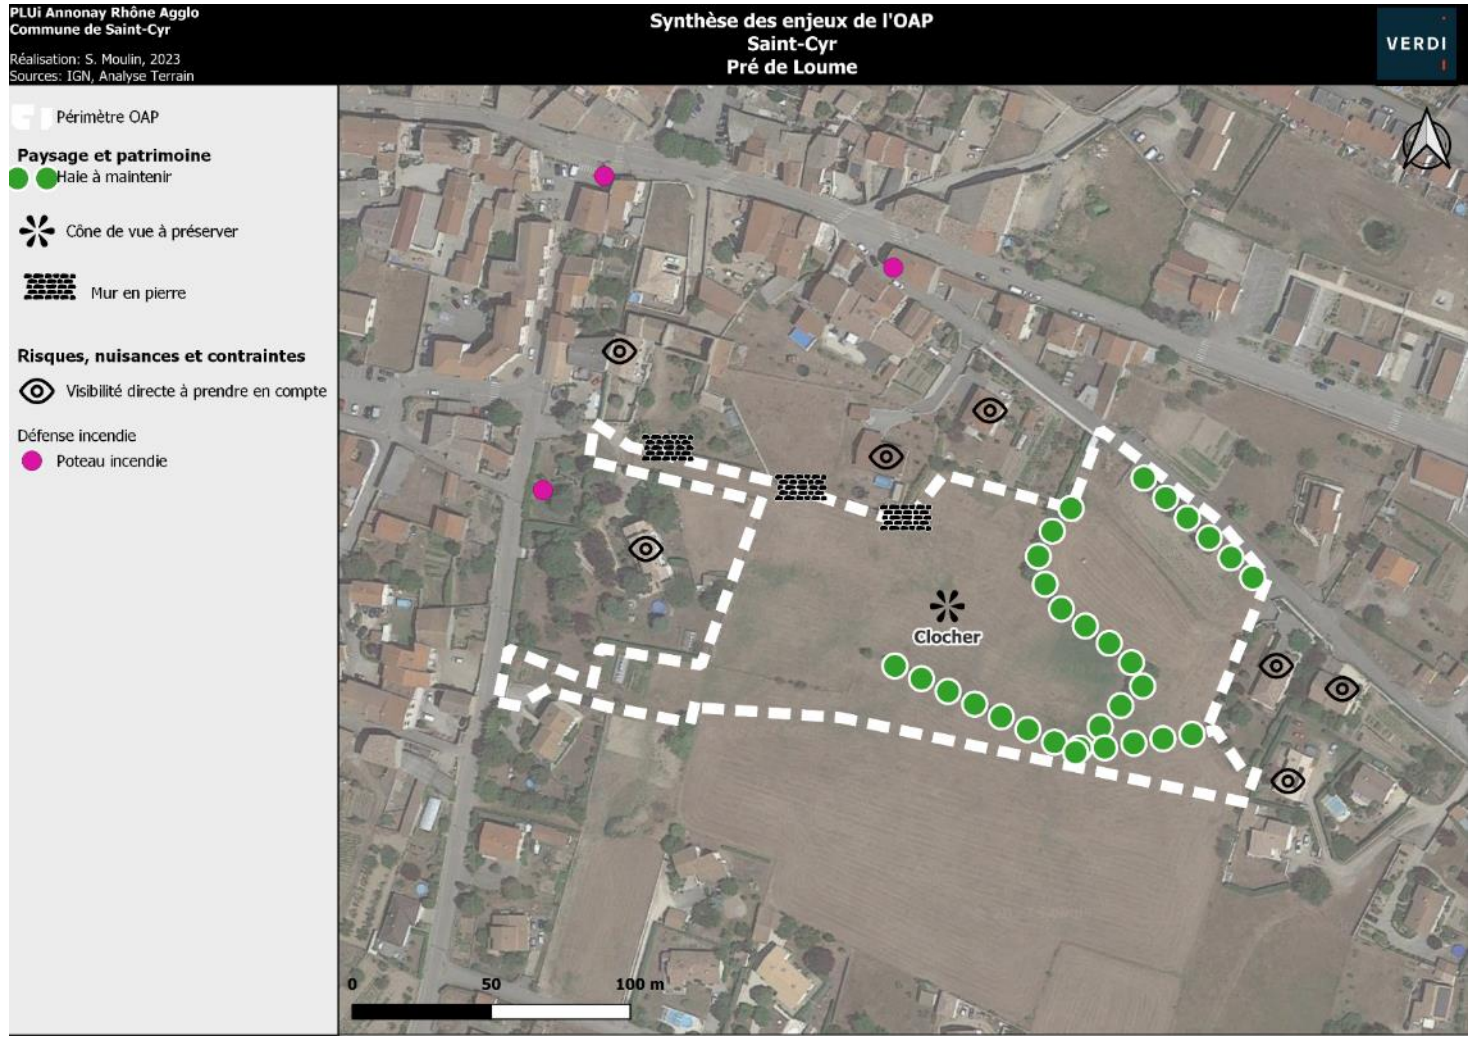 PLUi Annonay Rhône Agglo
Commune de Saint-Cyr
Réalisation: S. Moulin, 2023
Sources: IGN, Analyse Terrain
Synthèse des enjeux de l'OAP
Saint-Cyr
Pré de Loume
VERDI
Périmètre OAP
Paysage et patrimoine
Haie à maintenir
Cône de vue à préserver
Mur en pierre
Risques, nuisances et contraintes
Visibilité directe à prendre en compte
Défense incendie
Poteau incendie
Clocher
0 50 100 m